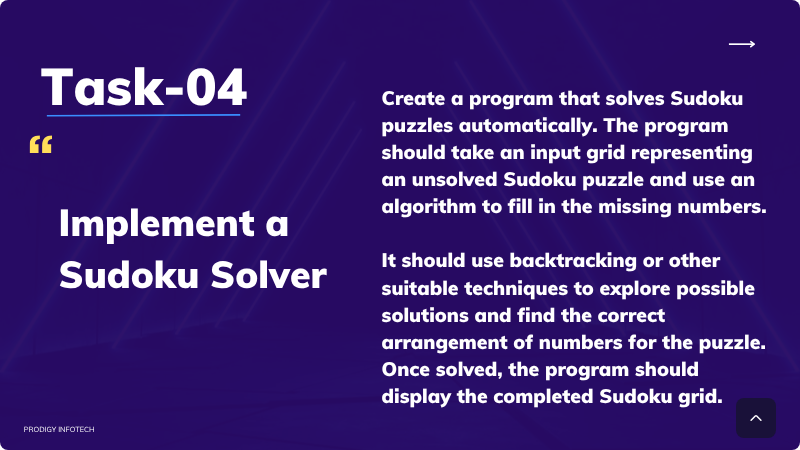 Task-04
“
Implement a
Sudoku Solver
Create a program that solves Sudoku
puzzles automatically. The program
should take an input grid representing
an unsolved Sudoku puzzle and use an
algorithm to fill in the missing numbers.
It should use backtracking or other
suitable techniques to explore possible
solutions and find the correct
arrangement of numbers for the puzzle.
Once solved, the program should
display the completed Sudoku grid.
PRODIGY INFOTECH